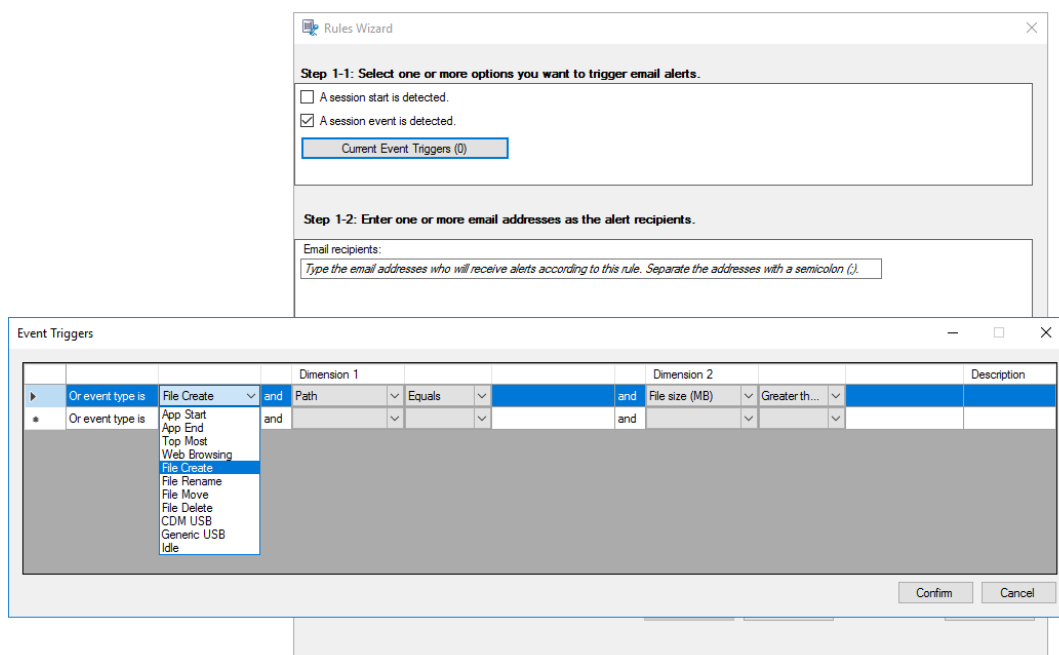 Rules Wizard
Step 1-1: Select one or more options you want to trigger email alerts.
A session start is detected.
A session event is detected.
Current Event Triggers (0)
Step 1-2: Enter one or more email addresses as the alert recipients.
Email recipients:
Type the email addresses who will receive alerts according to this rule. Separate the addresses with a semicolon (;).
Event Triggers
Dimension 1 Dimension 2 Description
Or event type is File Create and Path Equals and File size (MB) Greater th...
Or event type is and and
App Start
App End
Top Most
Web Browsing
File Create
File Rename
File Move
File Delete
CDM USB
Generic USB
Idle
Confirm Cancel